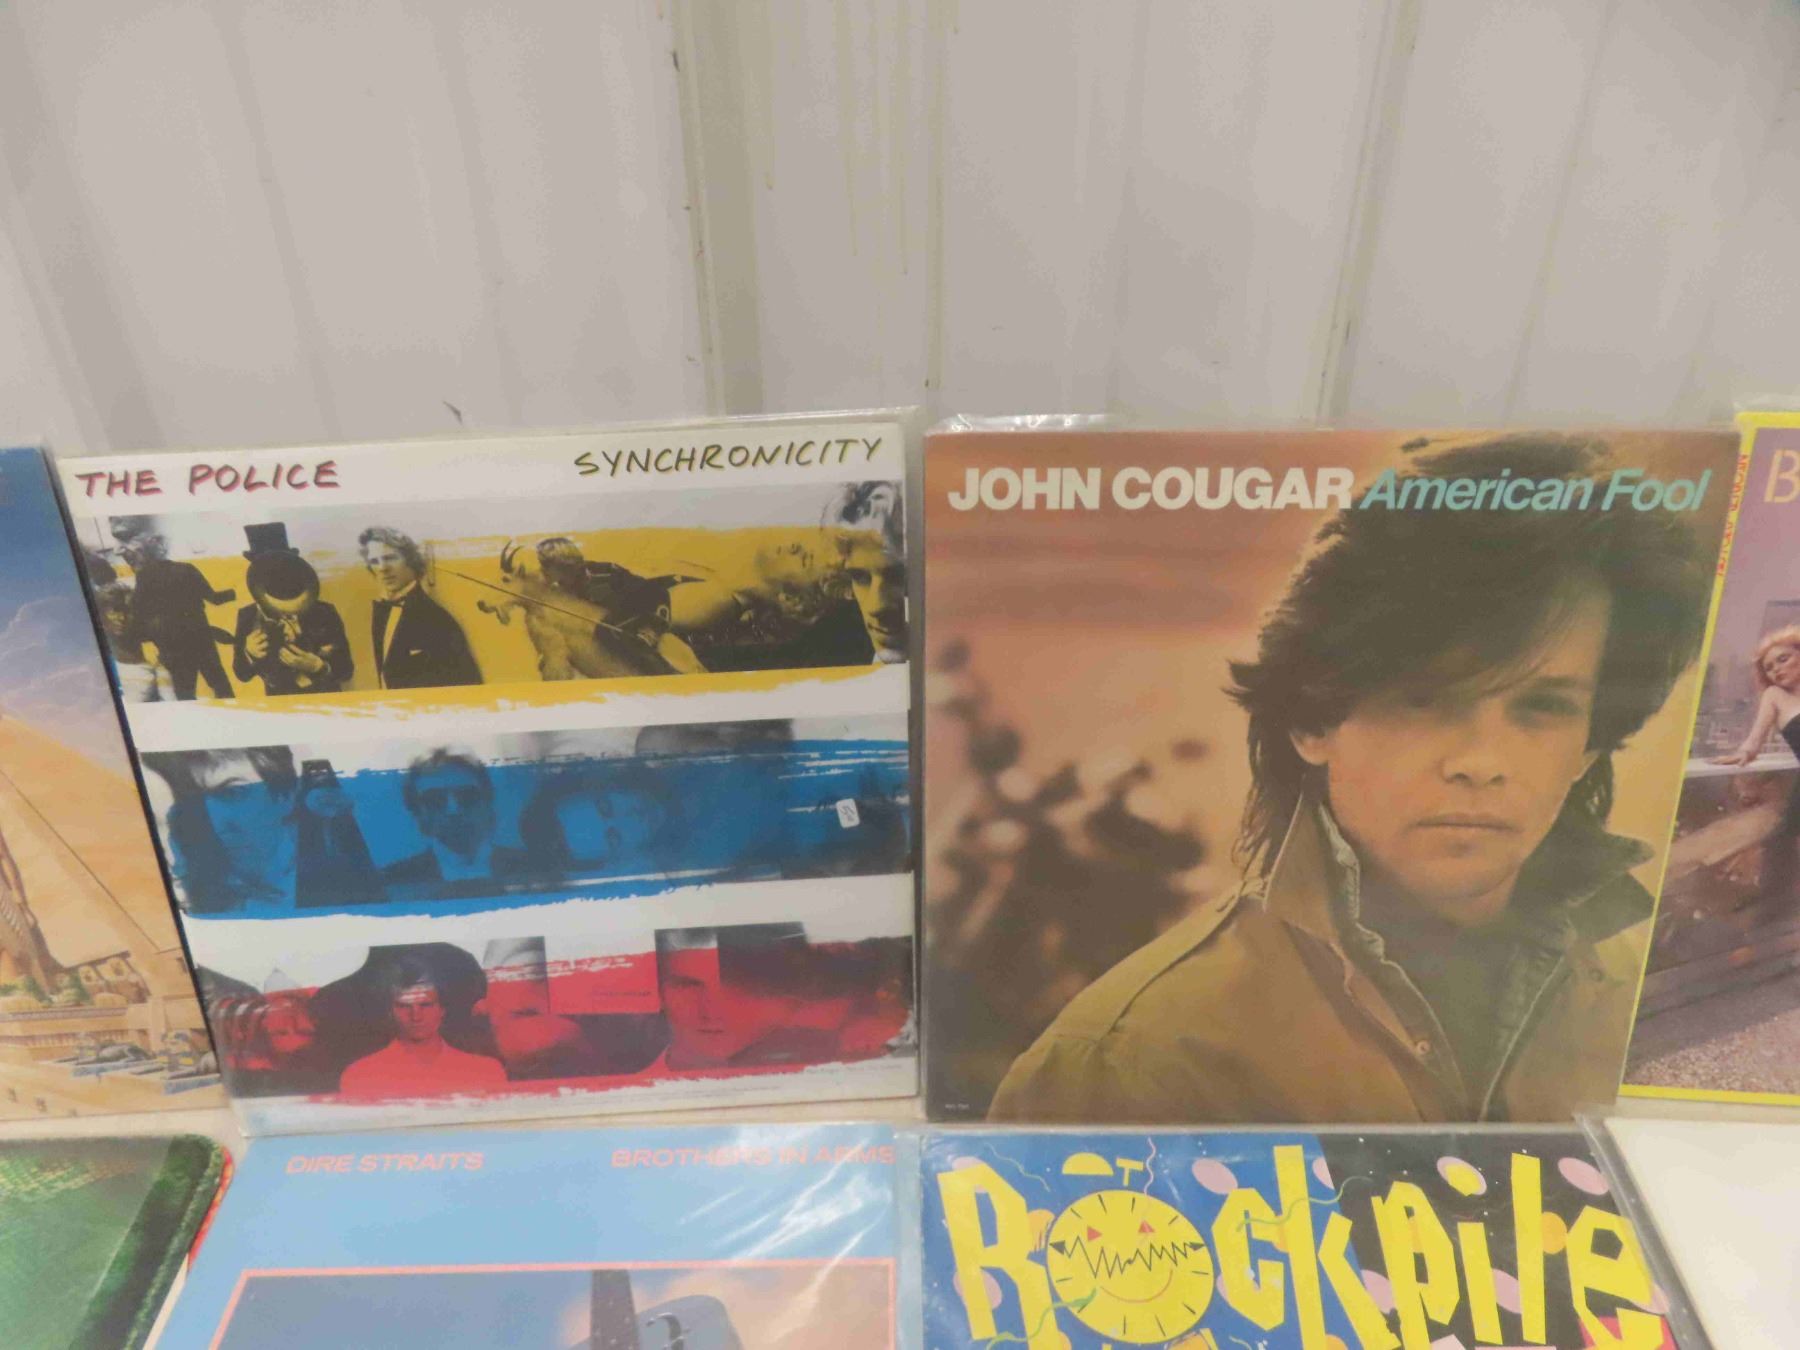 THE POLICE
SYNCHRONICITY
JOHN COUGAR American Fool
B
DIRE STRAITS
BROTHERS IN ARMS
Rockpile